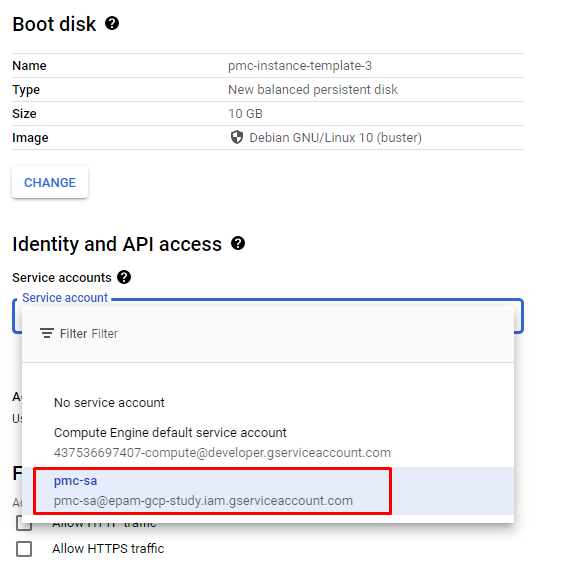 Boot disk
Name pmc-instance-template-3
Type New balanced persistent disk
Size 10 GB
Image Debian GNU/Linux 10 (buster)
CHANGE
Identity and API access
Service accounts
Service account
Filter Filter
No service account
Compute Engine default service account
437536697407-compute@developer.gserviceaccount.com
pmc-sa
pmc-sa@epam-gcp-study.iam.gserviceaccount.com
Allow HTTP traffic
Allow HTTPS traffic